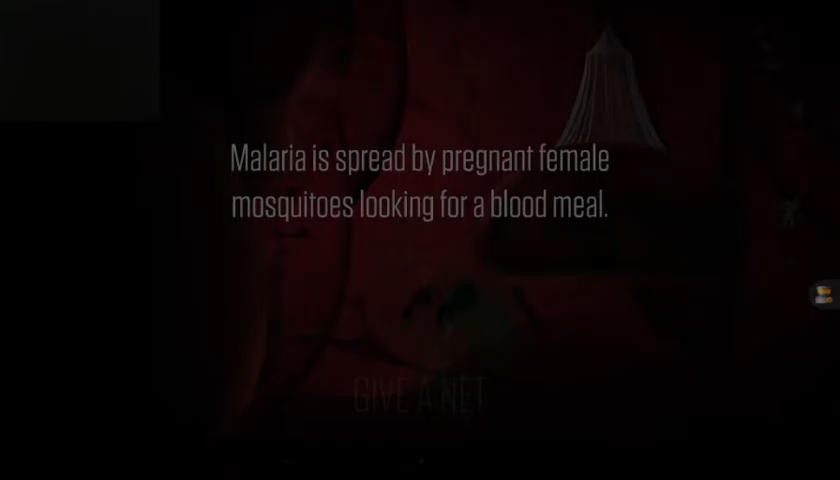 Malaria is spread by pregnant female
mosquitoes looking for a blood meal.
GIVE A NET